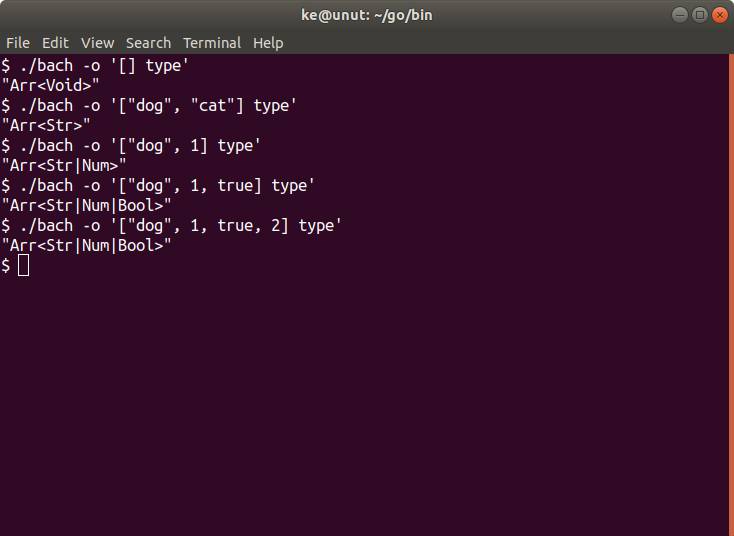 ke@unut: ~/go/bin
File Edit View Search Terminal Help
$ ./bach -o '[] type'
"Arr<Void>"
$ ./bach -o '["dog", "cat"] type'
"Arr<Str>"
$ ./bach -o '["dog", 1] type'
"Arr<Str|Num>"
$ ./bach -o '["dog", 1, true] type'
"Arr<Str|Num|Bool>"
$ ./bach -o '["dog", 1, true, 2] type'
"Arr<Str|Num|Bool>"
$